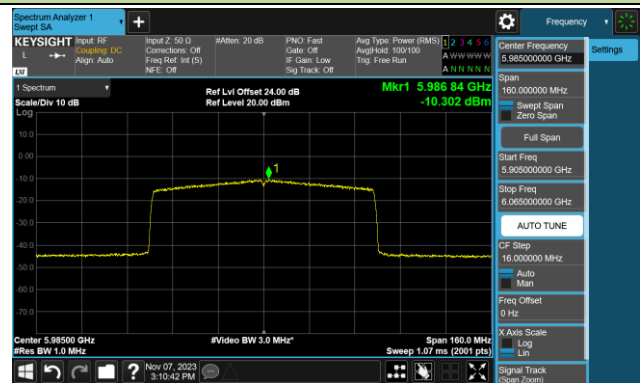 Spectrum Analyzer 1
Swept SA
+
Frequency
KEYSIGHT
Input: RF
Coupling: DC
Align: Auto
Input Z: 50 Ω
Corrections: Off
Freq Ref: Int (S)
NFE: Off
#Atten: 20 dB
PNO: Fast
Gate: Off
IF Gain: Low
Sig Track: Off
Avg Type: Power (RMS)
Avg|Hold: 100/100
Trig: Free Run
1 2 3 4 5 6
A W W W W W
A N N N N N
L
LXI
Center Frequency
5.985000000 GHz
Settings
Span
160.000000 MHz
Swept Span
Zero Span
Full Span
Start Freq
5.905000000 GHz
Stop Freq
6.065000000 GHz
AUTO TUNE
CF Step
16.000000 MHz
Auto
Man
Freq Offset
0 Hz
X Axis Scale
Log
Lin
Signal Track
(Span Zoom)
1 Spectrum
Scale/Div 10 dB
Log
Ref Lvl Offset 24.00 dB
Ref Level 20.00 dBm
Mkr1 5.986 84 GHz
-10.302 dBm
10.0
0.00
-10.0
-20.0
-30.0
-40.0
-50.0
-60.0
-70.0
1
Center 5.98500 GHz
#Res BW 1.0 MHz
#Video BW 3.0 MHz*
Span 160.0 MHz
Sweep 1.07 ms (2001 pts)
?
Nov 07, 2023
3:10:42 PM